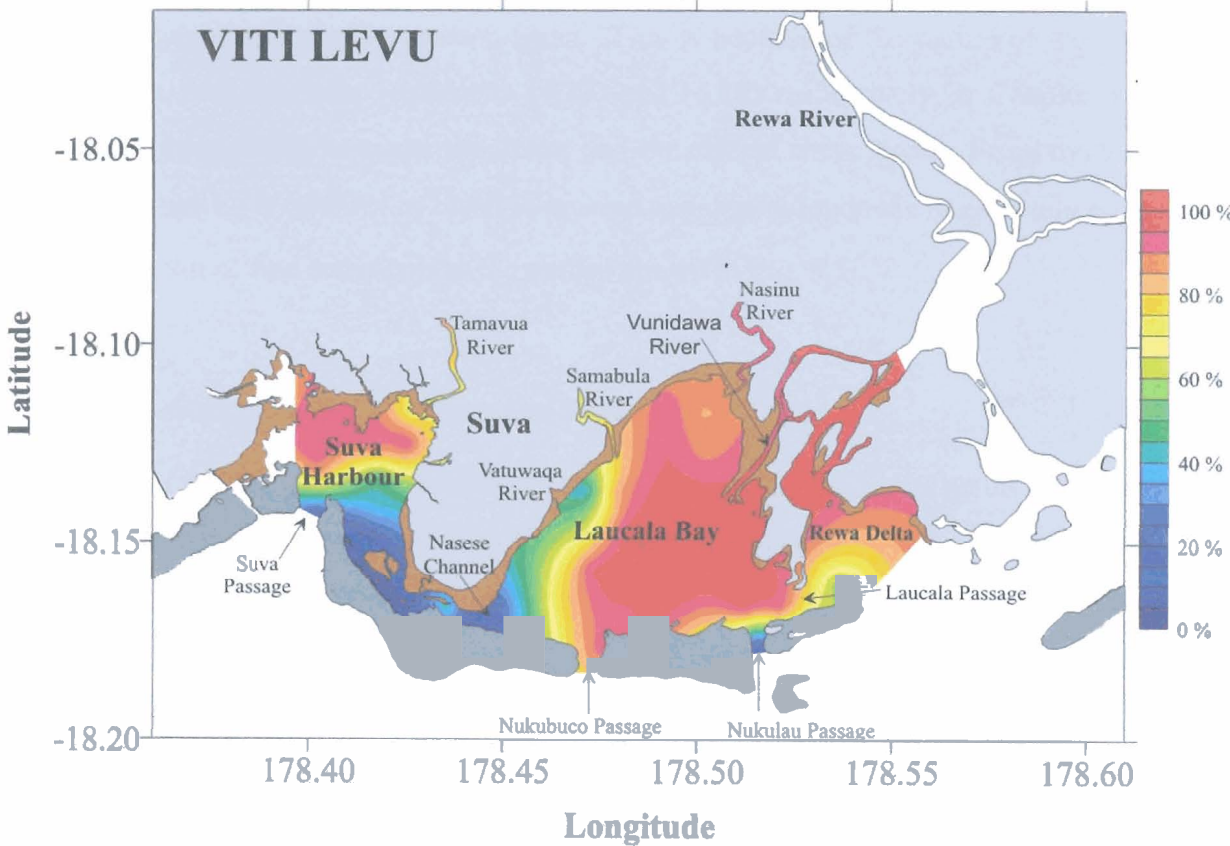 VITI LEVU
Rewa River
-18.05
100 %
80 %
60 %
40 %
20 %
0 %
Nasinu
River
Vunidawa
River
Tamavua
River
-18.10
Latitude
Samabula
River
Suva
Suva
Harbour
Vatuwaqa
River
Laucala Bay
Rewa Delta
-18.15
Nasese
Channel
Suva
Passage
Laucala Passage
Nukubuco Passage
Nukulau Passage
-18.20
178.40
178.45
178.50
178.55
178.60
Longitude